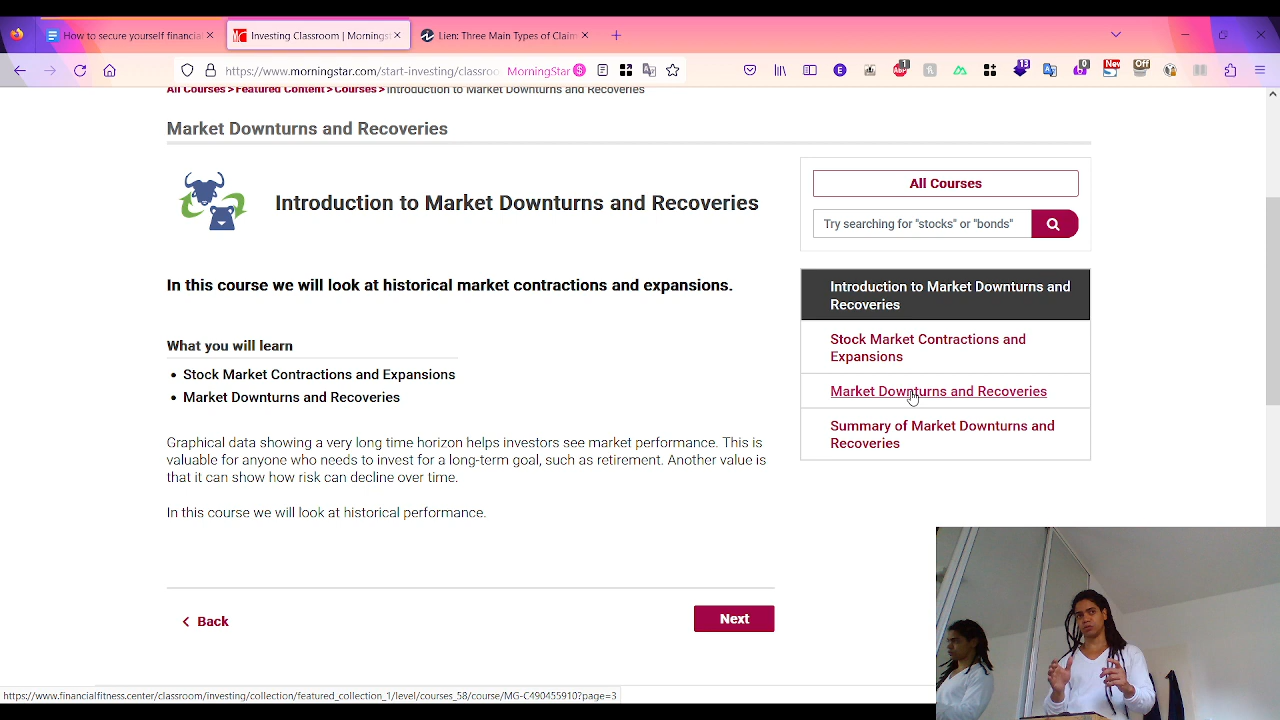 How to secure yourself financial
Investing Classroom | Mornings
Lien: Three Main Types of Claim
https://www.morningstar.com/start-investing/classroo
MorningStar
1
E
13
0
New
Off
All Courses > Featured Content > Courses > Introduction to Market Downturns and Recoveries
Market Downturns and Recoveries
Introduction to Market Downturns and Recoveries
In this course we will look at historical market contractions and expansions.
What you will learn
• Stock Market Contractions and Expansions
• Market Downturns and Recoveries
Graphical data showing a very long time horizon helps investors see market performance. This is
valuable for anyone who needs to invest for a long-term goal, such as retirement. Another value is
that it can show how risk can decline over time.
In this course we will look at historical performance.
Back
Next
All Courses
Try searching for "stocks" or "bonds"
Introduction to Market Downturns and
Recoveries
Stock Market Contractions and
Expansions
Market Downturns and Recoveries
Summary of Market Downturns and
Recoveries
https://www.financialfitness.center/classroom/investing/collection/featured_collection_1/level/courses_58/course/MG-C490455910?page=3